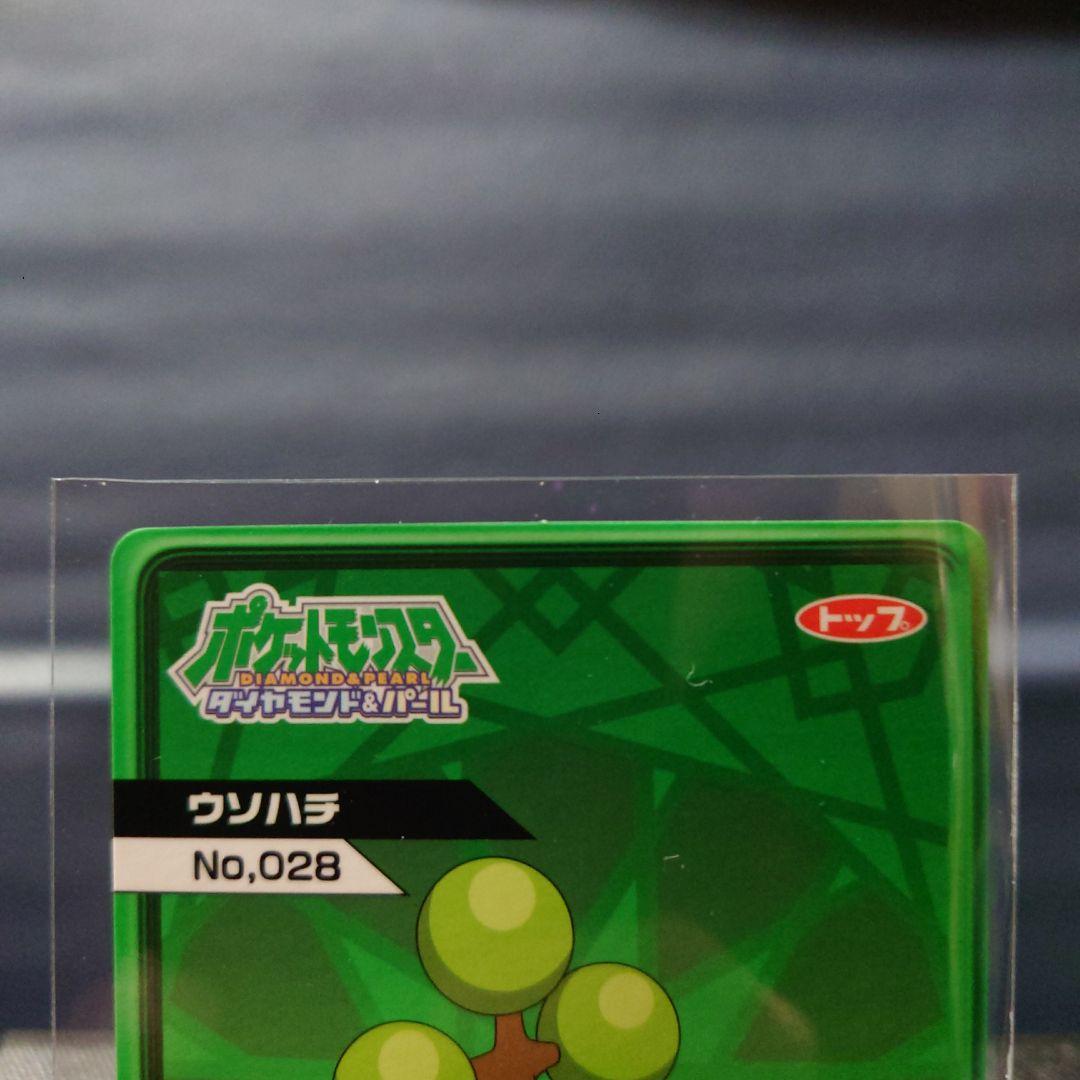 ポケットモンスター
DIAMOND&PEARL
ダイヤモンド&パール
トップ
ウソハチ
No,028